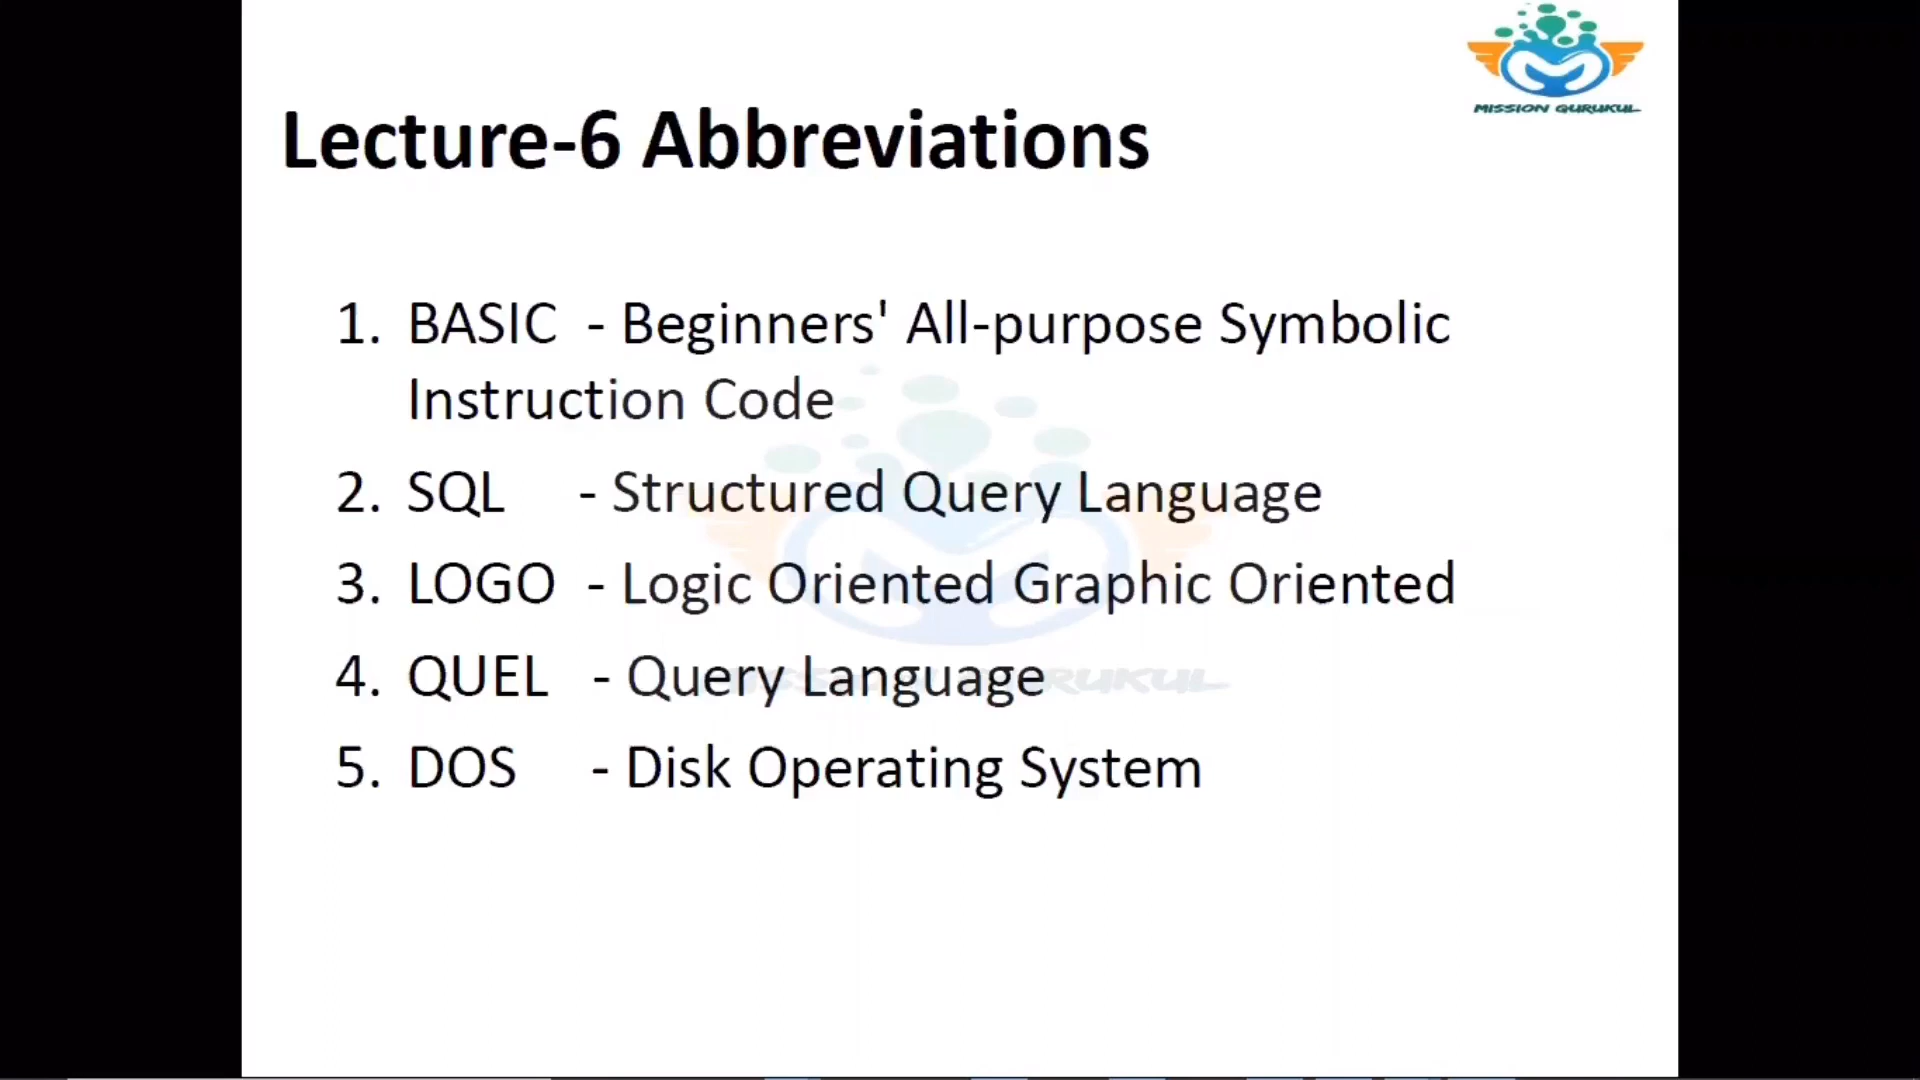 MISSION GURUKUL
Lecture-6 Abbreviations
1. BASIC - Beginners' All-purpose Symbolic
Instruction Code
2. SQL - Structured Query Language
3. LOGO - Logic Oriented Graphic Oriented
4. QUEL - Query Language
5. DOS - Disk Operating System